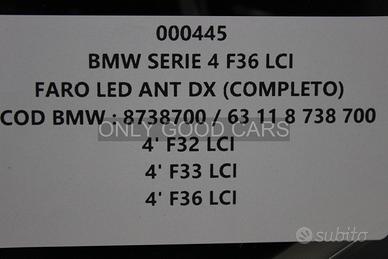 000445
BMW SERIE 4 F36 LCI
FARO LED ANT DX (COMPLETO)
COD BMW : 8738700 / 63 11 8 738 700
ONLY GOOD CARS
4' F32 LCI
4' F33 LCI
4' F36 LCI
subito